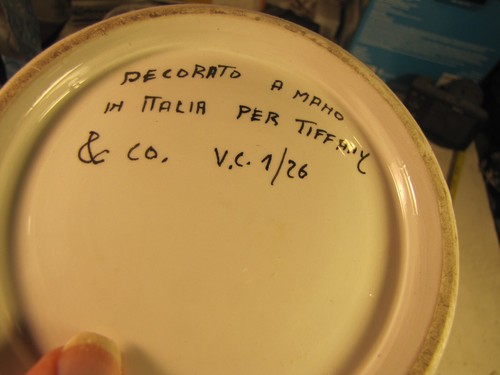 DECORATO A MANO
IN ITALIA PER TIFFANY
& CO. V.C. 1/26